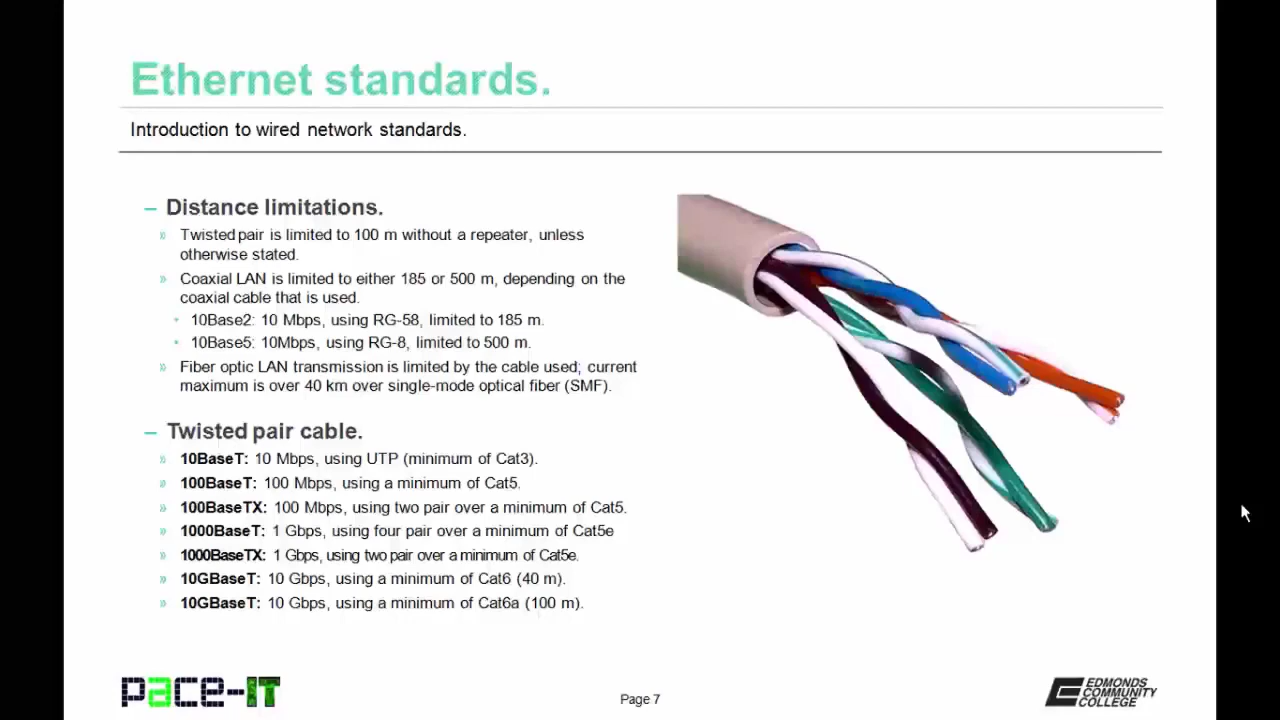 Ethernet standards.
Introduction to wired network standards.
– Distance limitations.
» Twisted pair is limited to 100 m without a repeater, unless
otherwise stated.
» Coaxial LAN is limited to either 185 or 500 m, depending on the
coaxial cable that is used.
• 10Base2: 10 Mbps, using RG-58, limited to 185 m.
• 10Base5: 10Mbps, using RG-8, limited to 500 m.
» Fiber optic LAN transmission is limited by the cable used; current
maximum is over 40 km over single-mode optical fiber (SMF).
– Twisted pair cable.
» 10BaseT: 10 Mbps, using UTP (minimum of Cat3).
» 100BaseT: 100 Mbps, using a minimum of Cat5.
» 100BaseTX: 100 Mbps, using two pair over a minimum of Cat5.
» 1000BaseT: 1 Gbps, using four pair over a minimum of Cat5e
» 1000BaseTX: 1 Gbps, using two pair over a minimum of Cat5e.
» 10GBaseT: 10 Gbps, using a minimum of Cat6 (40 m).
» 10GBaseT: 10 Gbps, using a minimum of Cat6a (100 m).
pace-IT
Page 7
EDMONDS
COMMUNITY
COLLEGE